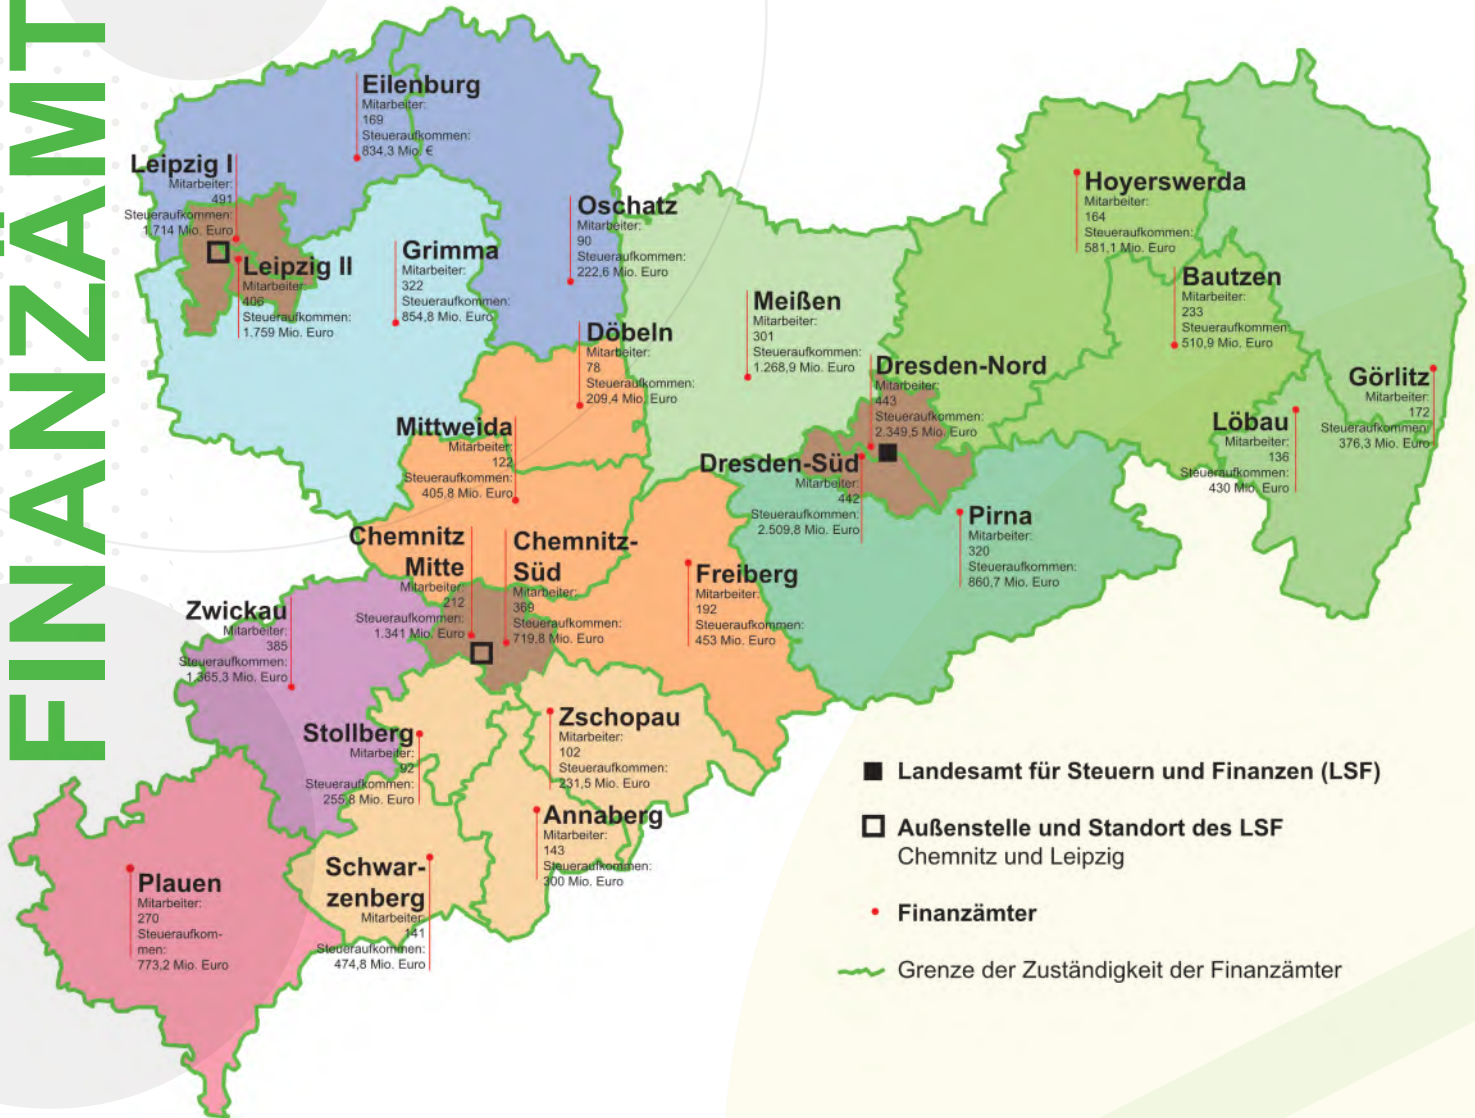 FINANZÄMT
Eilenburg
Mitarbeiter:
169
Steueraufkommen:
834,3 Mio. €
Leipzig I
Mitarbeiter:
491
Steueraufkommen:
1.714 Mio. Euro
Leipzig II
Mitarbeiter:
406
Steueraufkommen:
1.759 Mio. Euro
Grimma
Mitarbeiter:
322
Steueraufkommen:
854,8 Mio. Euro
Oschatz
Mitarbeiter:
90
Steueraufkommen:
222,6 Mio. Euro
Döbeln
Mitarbeiter:
78
Steueraufkommen:
209,4 Mio. Euro
Meißen
Mitarbeiter:
301
Steueraufkommen:
1.268,9 Mio. Euro
Hoyerswerda
Mitarbeiter:
164
Steueraufkommen:
581,1 Mio. Euro
Bautzen
Mitarbeiter:
233
Steueraufkommen:
510,9 Mio. Euro
Dresden-Nord
Mitarbeiter:
443
Steueraufkommen:
2.349,5 Mio. Euro
Görlitz
Mitarbeiter:
172
Steueraufkommen:
376,3 Mio. Euro
Löbau
Mitarbeiter:
136
Steueraufkommen:
430 Mio. Euro
Mittweida
Mitarbeiter:
122
Steueraufkommen:
405,8 Mio. Euro
Dresden-Süd
Mitarbeiter:
442
Steueraufkommen:
2.509,8 Mio. Euro
Pirna
Mitarbeiter:
320
Steueraufkommen:
860,7 Mio. Euro
Chemnitz
Mitte
Mitarbeiter:
212
Steueraufkommen:
1.341 Mio. Euro
Chemnitz-
Süd
Mitarbeiter:
369
Steueraufkommen:
719,8 Mio. Euro
Freiberg
Mitarbeiter:
192
Steueraufkommen:
453 Mio. Euro
Zwickau
Mitarbeiter:
385
Steueraufkommen:
1.365,3 Mio. Euro
Stollberg
Mitarbeiter:
92
Steueraufkommen:
255,8 Mio. Euro
Zschopau
Mitarbeiter:
102
Steueraufkommen:
231,5 Mio. Euro
Annaberg
Mitarbeiter:
143
Steueraufkommen:
300 Mio. Euro
Schwar-
zenberg
Mitarbeiter:
141
Steueraufkommen:
474,8 Mio. Euro
Plauen
Mitarbeiter:
270
Steueraufkom-
men:
773,2 Mio. Euro
Landesamt für Steuern und Finanzen (LSF)
Außenstelle und Standort des LSF
Chemnitz und Leipzig
Finanzämter
Grenze der Zuständigkeit der Finanzämter